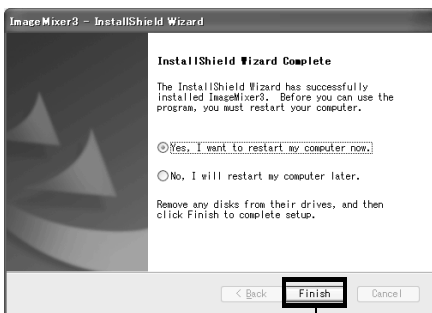 ImageMixer3 - InstallShield Wizard
InstallShield Wizard Complete
The InstallShield Wizard has successfully
installed ImageMixer3. Before you can use the
program, you must restart your computer.
Yes, I want to restart my computer now.
No, I will restart my computer later.
Remove any disks from their drives, and then
click Finish to complete setup.
< Back
Finish
Cancel